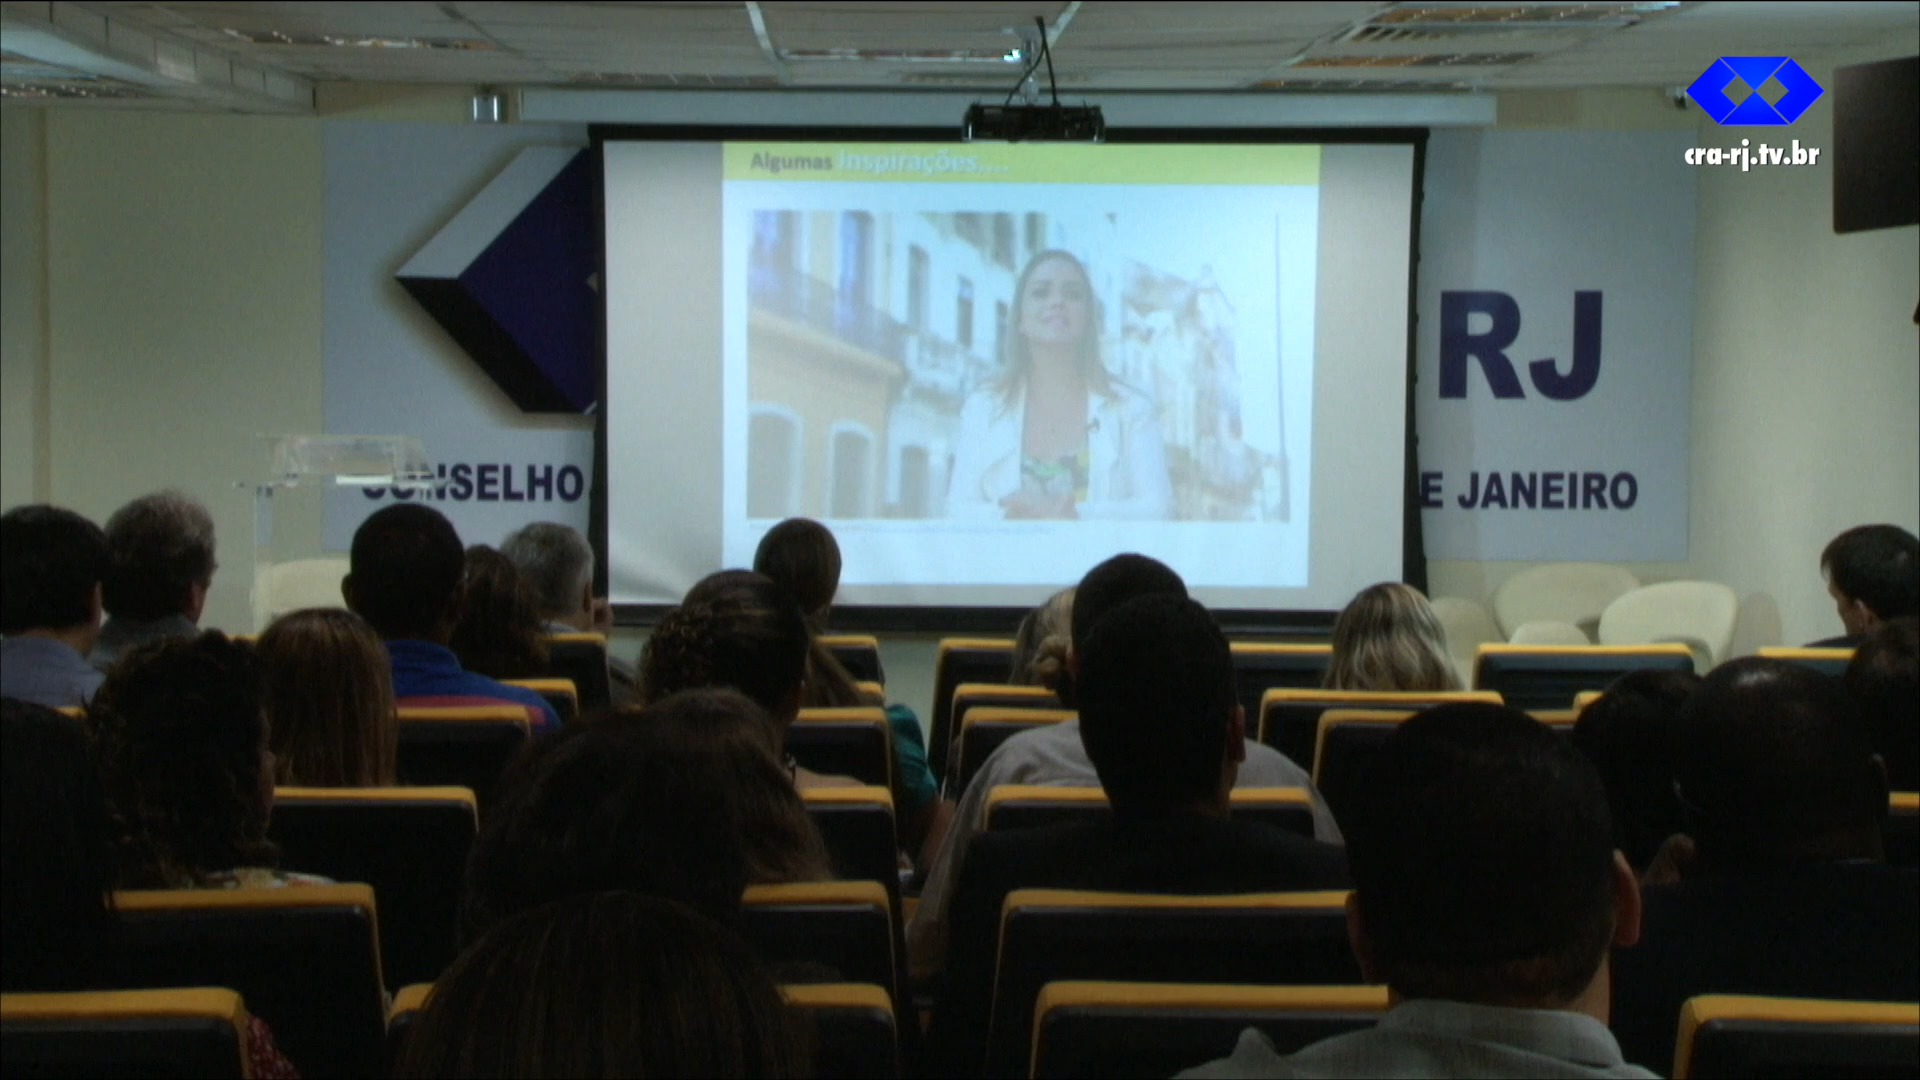 cra-rj.tv.br
Algumas Inspirações....
RJ
CONSELHO
E JANEIRO